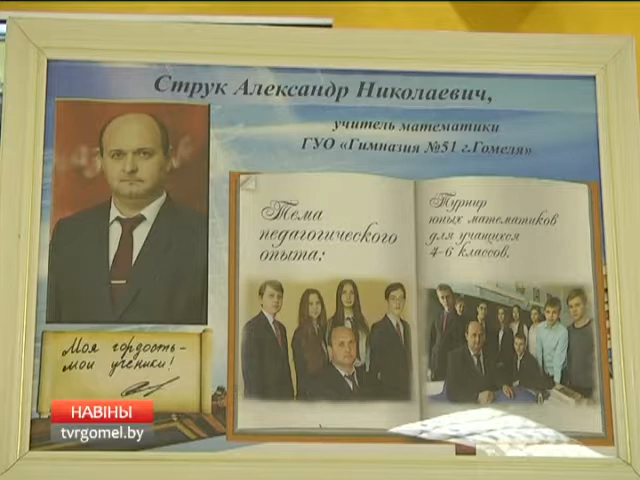 Струк Александр Николаевич,
учитель математики
ГУО «Гимназия №51 г.Гомеля»
Тема
педагогического
опыта:
Турнир
юных математиков
для учащихся
4-6 классов.
Моя гордость-
мои ученики!
НАВІНЫ
tvrgomel.by